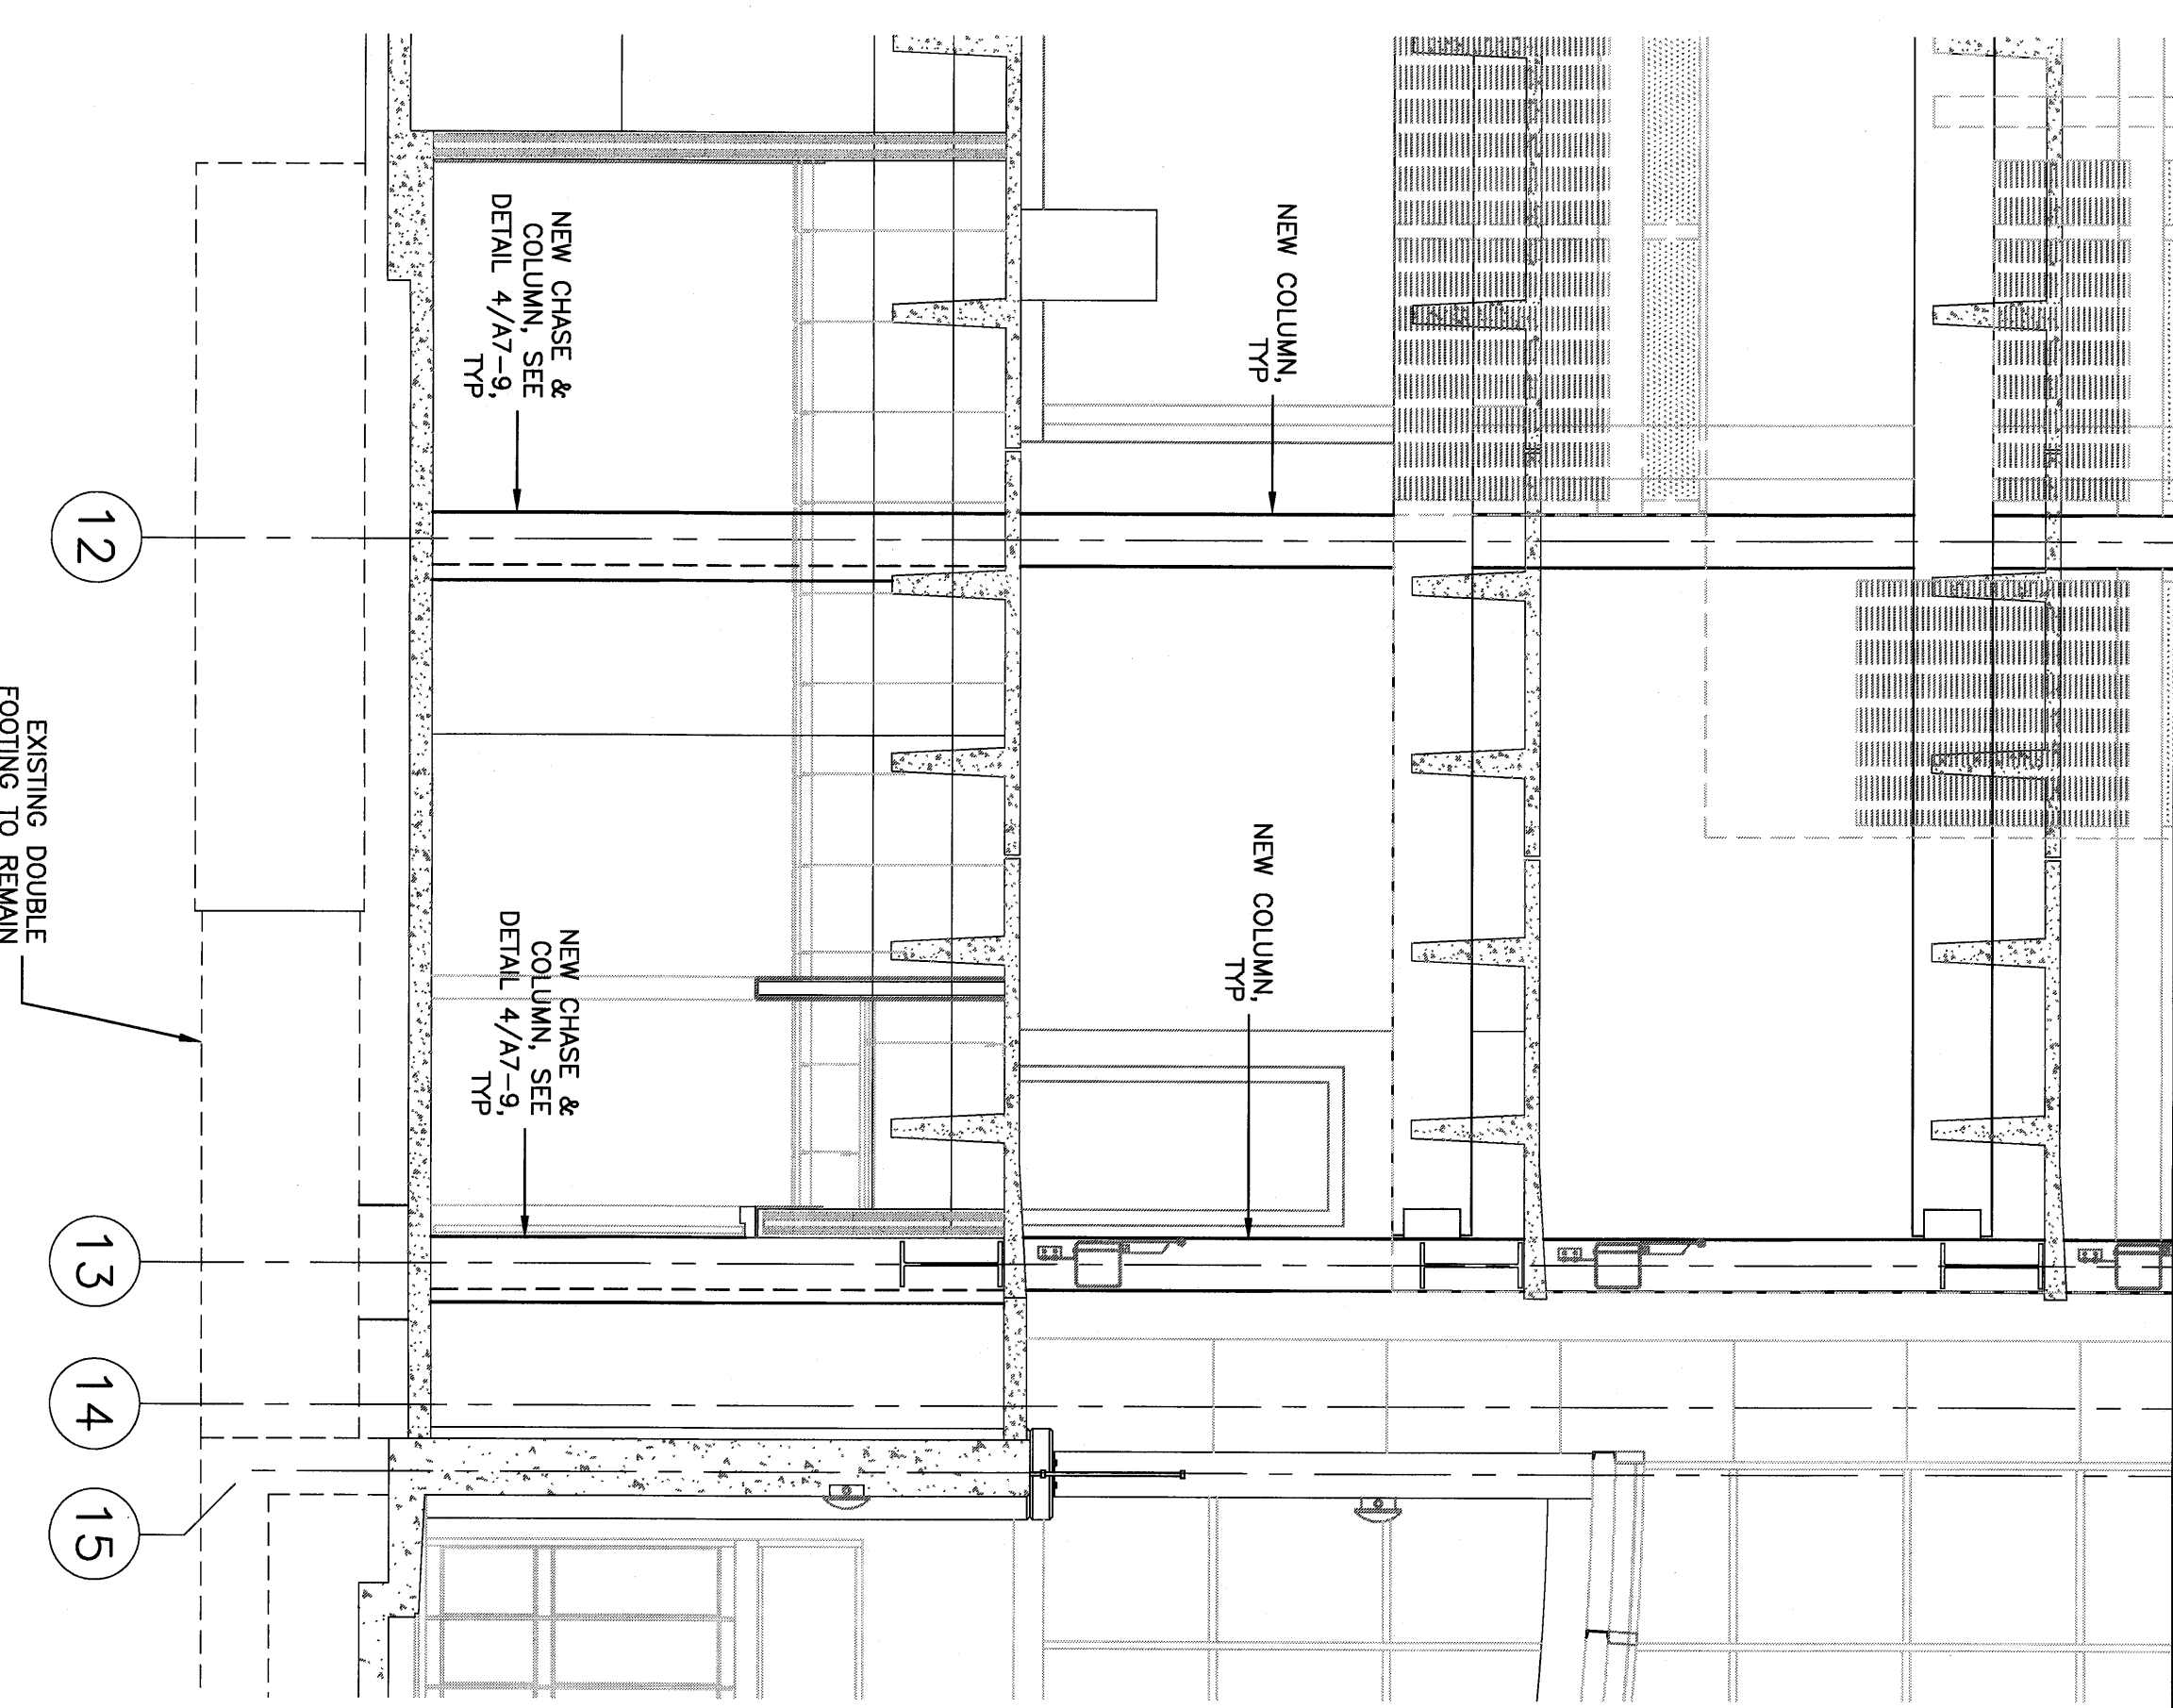 NEW COLUMN,
TYP
NEW COLUMN,
TYP
NEW CHASE &
COLUMN, SEE
DETAIL 4/A7-9,
TYP
NEW CHASE &
COLUMN, SEE
DETAIL 4/A7-9,
TYP
12
13
14
15
EXISTING DOUBLE
FOOTING TO REMAIN